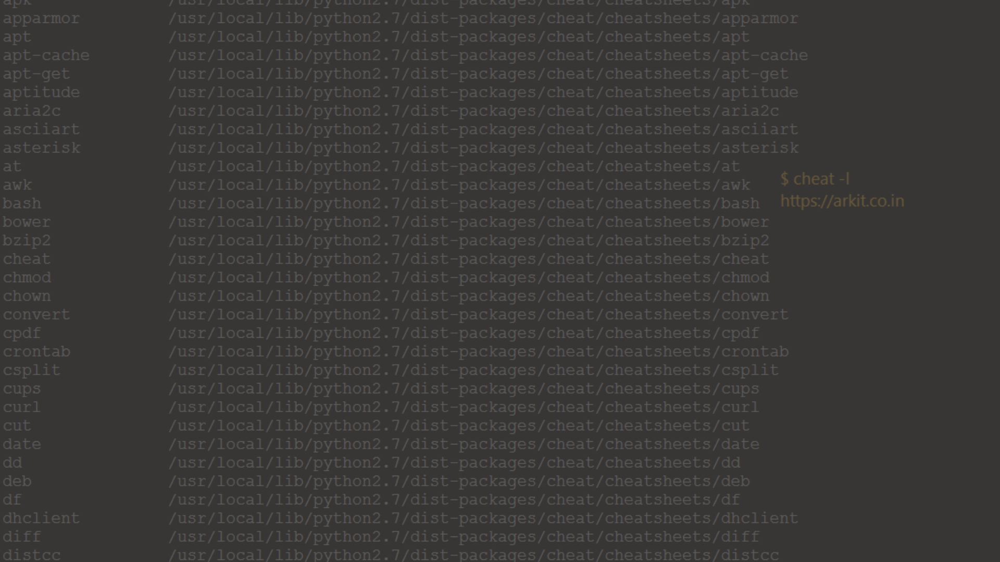 apk /usr/local/lib/python2.7/dist-packages/cheat/cheatsheets/apk
apparmor /usr/local/lib/python2.7/dist-packages/cheat/cheatsheets/apparmor
apt /usr/local/lib/python2.7/dist-packages/cheat/cheatsheets/apt
apt-cache /usr/local/lib/python2.7/dist-packages/cheat/cheatsheets/apt-cache
apt-get /usr/local/lib/python2.7/dist-packages/cheat/cheatsheets/apt-get
aptitude /usr/local/lib/python2.7/dist-packages/cheat/cheatsheets/aptitude
aria2c /usr/local/lib/python2.7/dist-packages/cheat/cheatsheets/aria2c
asciiart /usr/local/lib/python2.7/dist-packages/cheat/cheatsheets/asciiart
asterisk /usr/local/lib/python2.7/dist-packages/cheat/cheatsheets/asterisk
at /usr/local/lib/python2.7/dist-packages/cheat/cheatsheets/at
awk /usr/local/lib/python2.7/dist-packages/cheat/cheatsheets/awk
bash /usr/local/lib/python2.7/dist-packages/cheat/cheatsheets/bash
bower /usr/local/lib/python2.7/dist-packages/cheat/cheatsheets/bower
bzip2 /usr/local/lib/python2.7/dist-packages/cheat/cheatsheets/bzip2
cheat /usr/local/lib/python2.7/dist-packages/cheat/cheatsheets/cheat
chmod /usr/local/lib/python2.7/dist-packages/cheat/cheatsheets/chmod
chown /usr/local/lib/python2.7/dist-packages/cheat/cheatsheets/chown
convert /usr/local/lib/python2.7/dist-packages/cheat/cheatsheets/convert
cpdf /usr/local/lib/python2.7/dist-packages/cheat/cheatsheets/cpdf
crontab /usr/local/lib/python2.7/dist-packages/cheat/cheatsheets/crontab
csplit /usr/local/lib/python2.7/dist-packages/cheat/cheatsheets/csplit
cups /usr/local/lib/python2.7/dist-packages/cheat/cheatsheets/cups
curl /usr/local/lib/python2.7/dist-packages/cheat/cheatsheets/curl
cut /usr/local/lib/python2.7/dist-packages/cheat/cheatsheets/cut
date /usr/local/lib/python2.7/dist-packages/cheat/cheatsheets/date
dd /usr/local/lib/python2.7/dist-packages/cheat/cheatsheets/dd
deb /usr/local/lib/python2.7/dist-packages/cheat/cheatsheets/deb
df /usr/local/lib/python2.7/dist-packages/cheat/cheatsheets/df
dhclient /usr/local/lib/python2.7/dist-packages/cheat/cheatsheets/dhclient
diff /usr/local/lib/python2.7/dist-packages/cheat/cheatsheets/diff
distcc /usr/local/lib/python2.7/dist-packages/cheat/cheatsheets/distcc
$ cheat -l
https://arkit.co.in